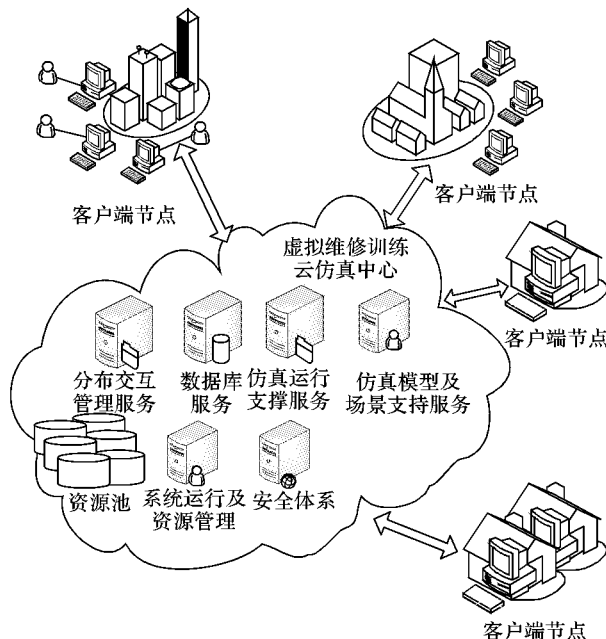 客户端节点
客户端节点
虚拟维修训练
云仿真中心
客户端节点
分布交互
管理服务
数据库
服务
仿真运行
支撑服务
仿真模型及
场景支持服务
资源池
系统运行及
资源管理
安全体系
客户端节点